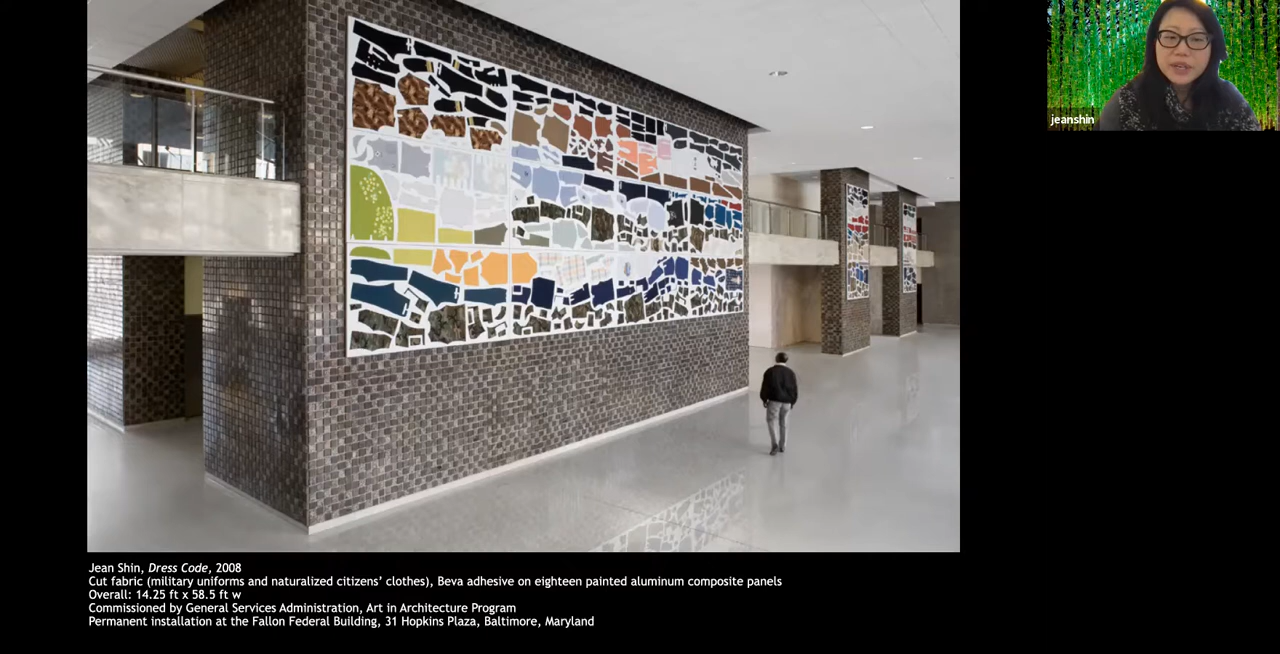 jeanshin
Jean Shin, Dress Code, 2008
Cut fabric (military uniforms and naturalized citizens’ clothes), Beva adhesive on eighteen painted aluminum composite panels
Overall: 14.25 ft x 58.5 ft w
Commissioned by General Services Administration, Art in Architecture Program
Permanent installation at the Fallon Federal Building, 31 Hopkins Plaza, Baltimore, Maryland